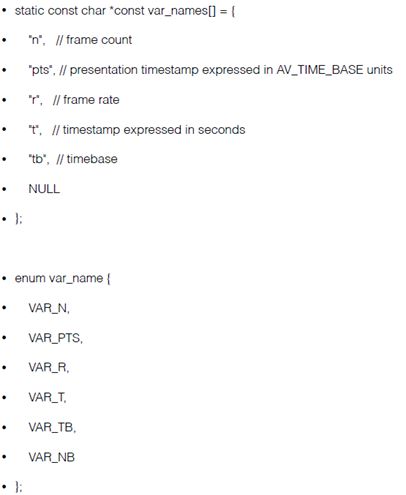 • static const char *const var_names[] = {
• "n",   // frame count
• "pts", // presentation timestamp expressed in AV_TIME_BASE units
• "r",   // frame rate
• "t",   // timestamp expressed in seconds
• "tb",  // timebase
• NULL
• };
• enum var_name {
• VAR_N,
• VAR_PTS,
• VAR_R,
• VAR_T,
• VAR_TB,
• VAR_NB
• };